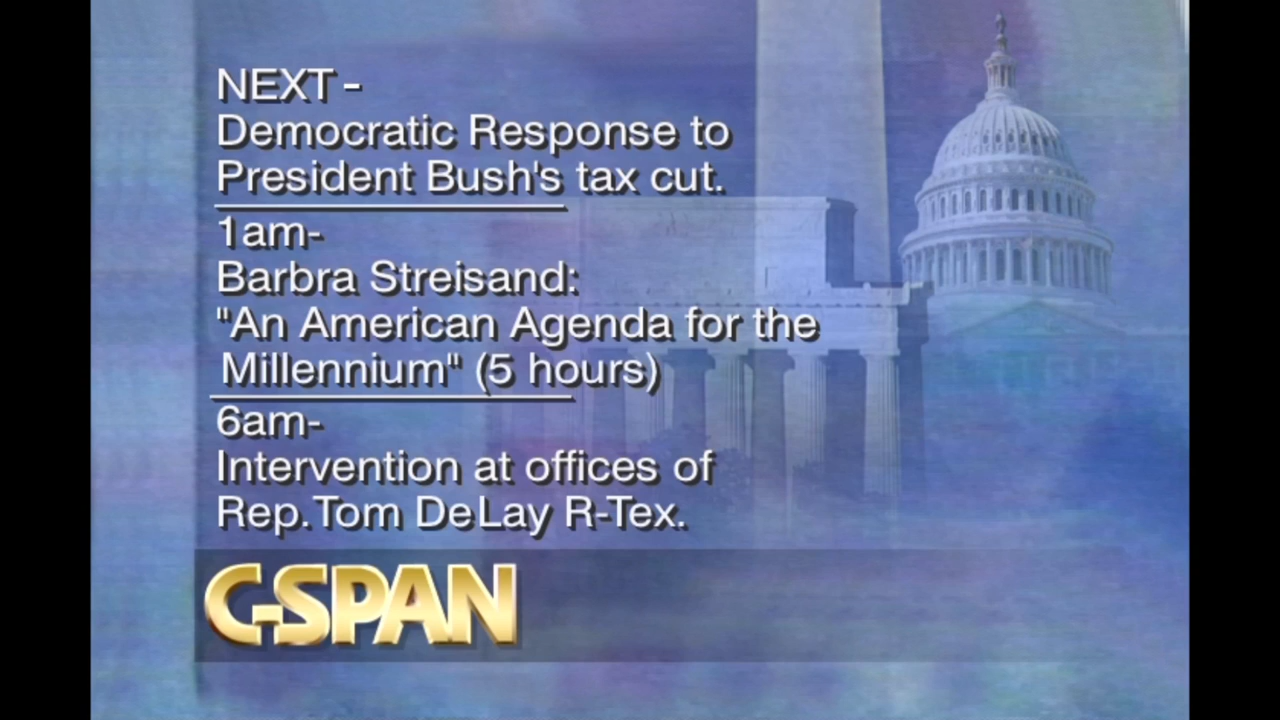 NEXT -
Democratic Response to
President Bush's tax cut.
1am-
Barbra Streisand:
"An American Agenda for the
Millennium" (5 hours)
6am-
Intervention at offices of
Rep.Tom DeLay R-Tex.
C-SPAN